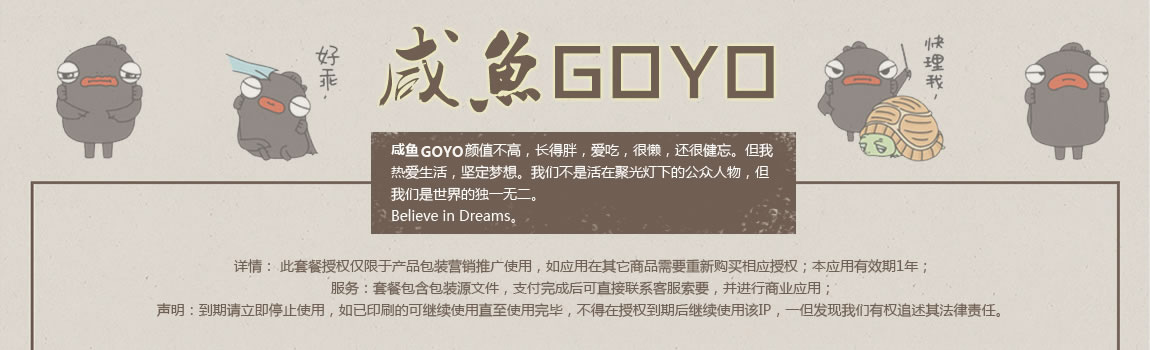 咸魚GOYO
好乖,
快理我,
咸鱼GOYO颜值不高，长得胖，爱吃，很懒，还很健忘。但我
热爱生活，坚定梦想。我们不是活在聚光灯下的公众人物，但
我们是世界的独一无二。
Believe in Dreams。
详情： 此套餐授权仅限于产品包装营销推广使用，如应用在其它商品需要重新购买相应授权；本应用有效期1年；
服务：套餐包含包装源文件，支付完成后可直接联系客服索要，并进行商业应用；
声明：到期请立即停止使用，如已印刷的可继续使用直至使用完毕，不得在授权到期后继续使用该IP，一但发现我们有权追述其法律责任。